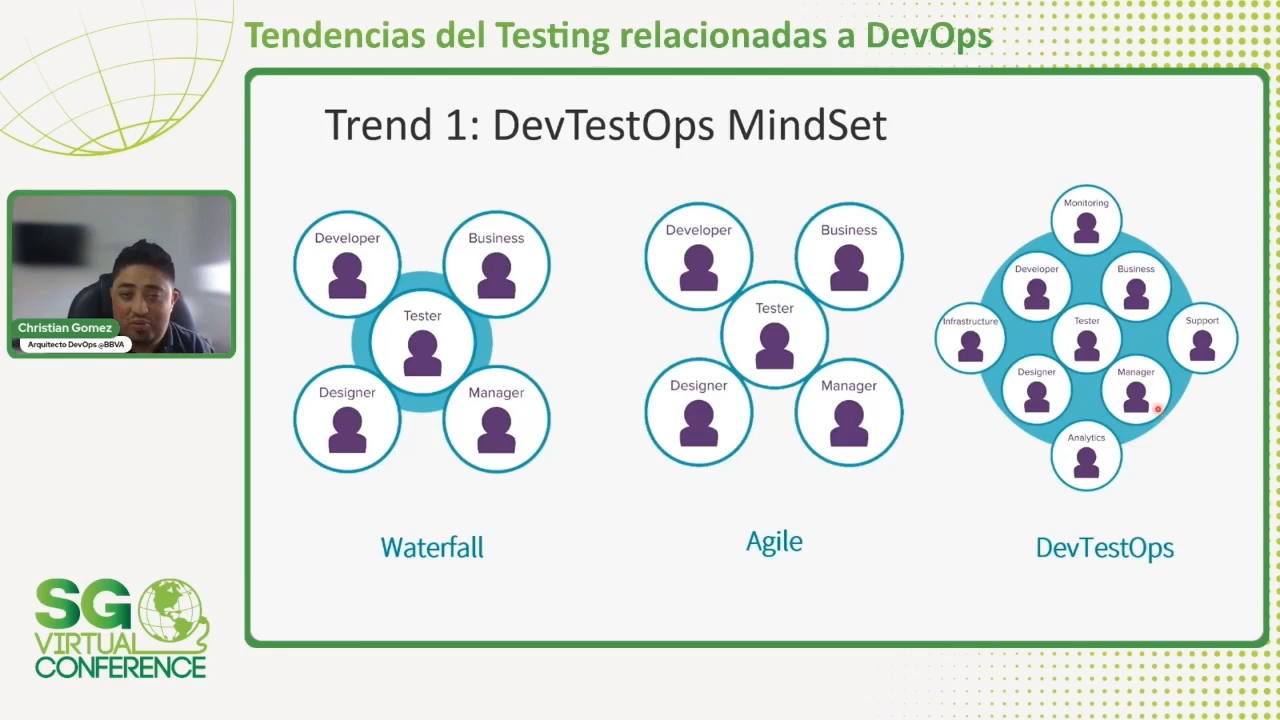 Tendencias del Testing relacionadas a DevOps
Trend 1: DevTestOps MindSet
Christian Gomez
Arquitecto DevOps @BBVA
Developer
Business
Tester
Designer
Manager
Waterfall
Developer
Business
Tester
Designer
Manager
Agile
Monitoring
Developer
Business
Infrastructure
Tester
Support
Designer
Manager
Analytics
DevTestOps
SG
VIRTUAL
CONFERENCE